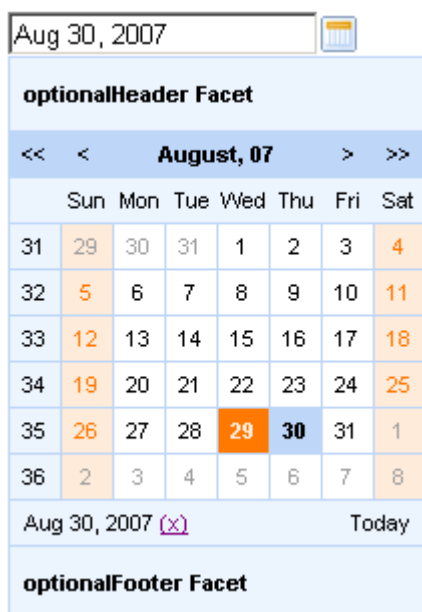 Aug 30, 2007
optionalHeader Facet
<< < August, 07 > >>
Sun Mon Tue Wed Thu Fri Sat
31 29 30 31 1 2 3 4
32 5 6 7 8 9 10 11
33 12 13 14 15 16 17 18
34 19 20 21 22 23 24 25
35 26 27 28 29 30 31 1
36 2 3 4 5 6 7 8
Aug 30, 2007 (x) Today
optionalFooter Facet